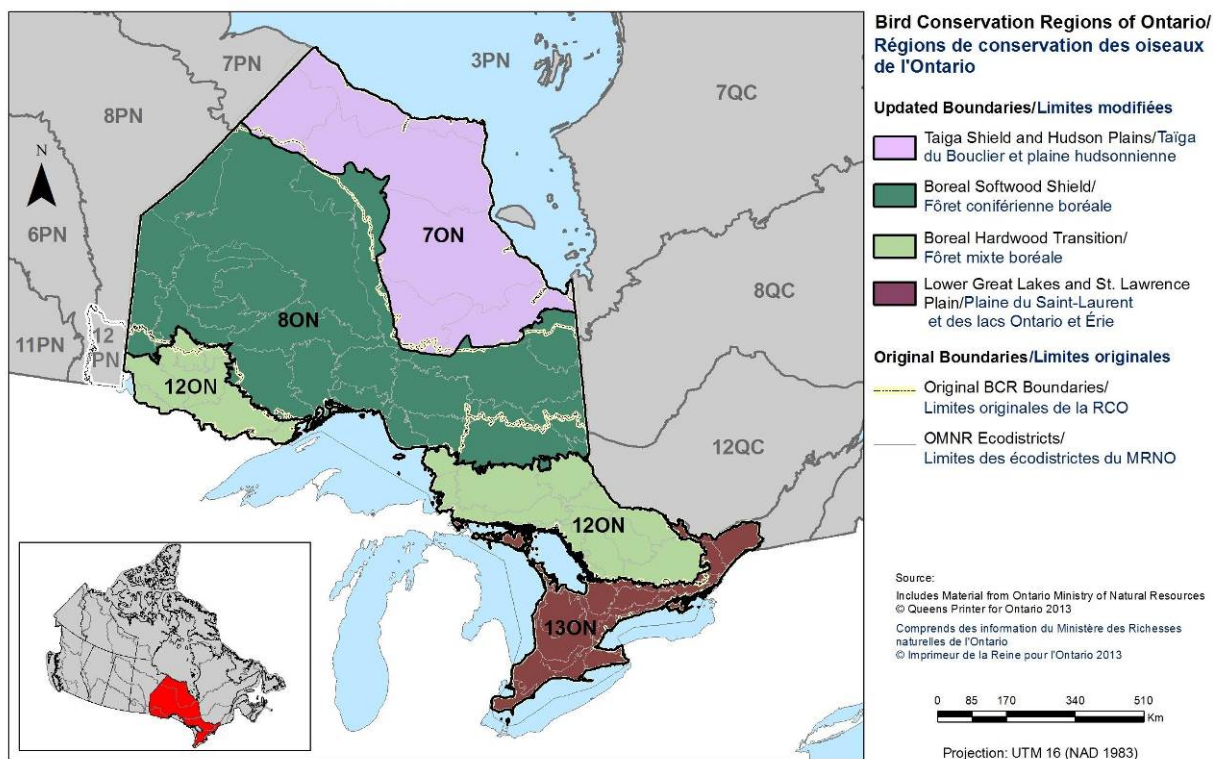 Bird Conservation Regions of Ontario/
Régions de conservation des oiseaux
de l'Ontario
Updated Boundaries/Limites modifiées
Taiga Shield and Hudson Plains/Taïga
du Bouclier et plaine hudsonnienne
Boreal Softwood Shield/
Fôret coniférienne boréale
Boreal Hardwood Transition/
Fôret mixte boréale
Lower Great Lakes and St. Lawrence
Plain/Plaine du Saint-Laurent
et des lacs Ontario et Érie
Original Boundaries/Limites originales
Original BCR Boundaries/
Limites originales de la RCO
OMNR Ecodistricts/
Limites des écodistrictes du MRNO
Source:
Includes Material from Ontario Ministry of Natural Resources
© Queens Printer for Ontario 2013
Comprends des information du Ministère des Richesses
naturelles de l'Ontario
© Imprimeur de la Reine pour l'Ontario 2013
0 85 170 340 510
Km
Projection: UTM 16 (NAD 1983)
7PN
3PN
7QC
8PN
N
6PN
7ON
8QC
8ON
11PN
12
PN
12ON
12QC
12ON
13ON